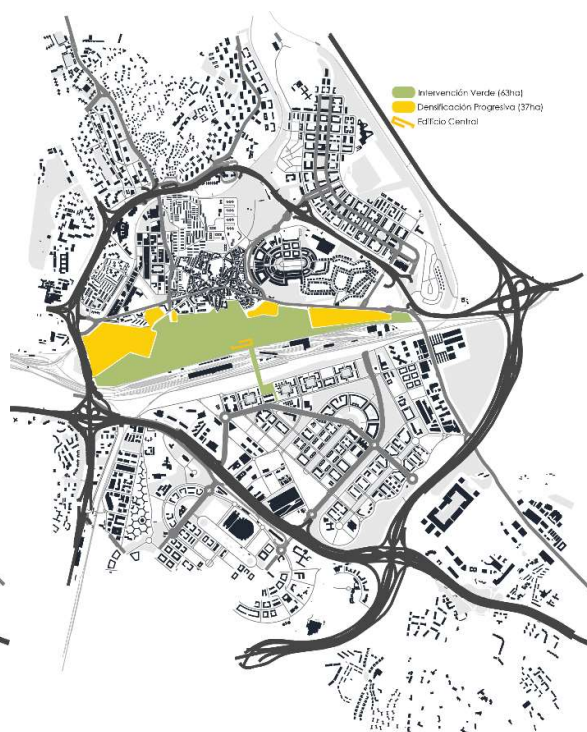 Intervención Verde (63ha)
Densificación Progresiva (37ha)
Edificio Central